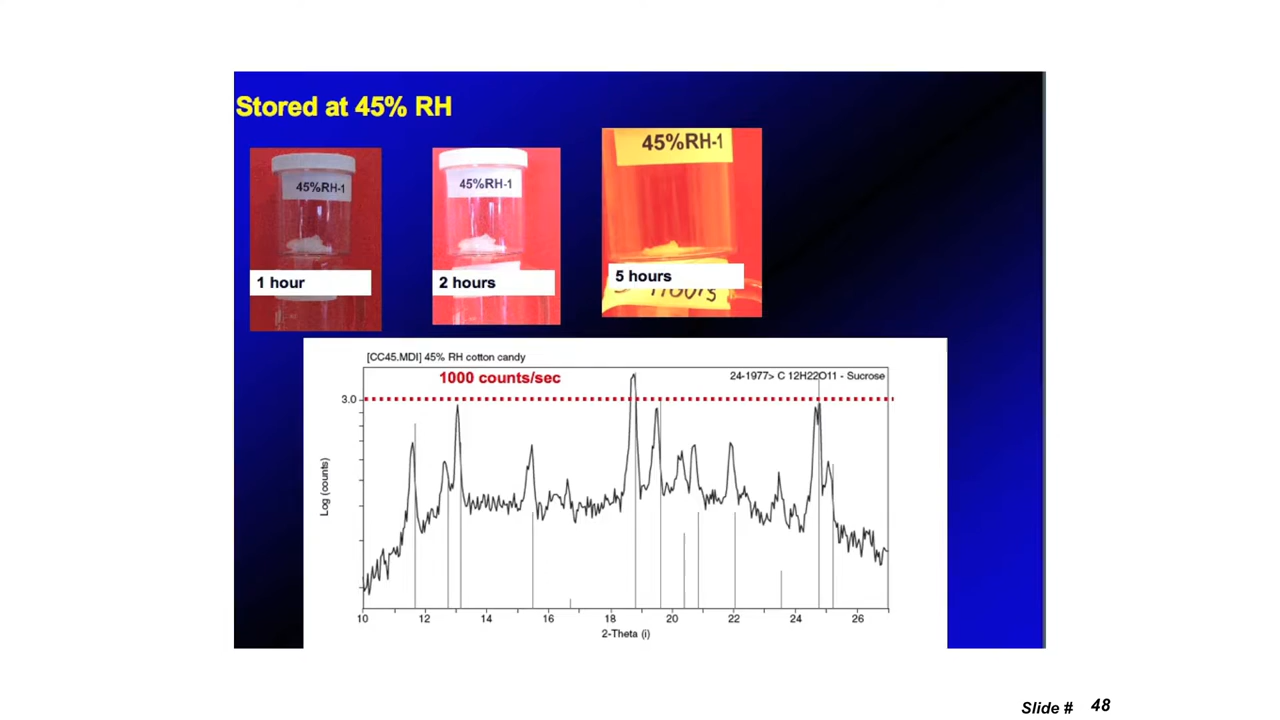 Stored at 45% RH
45%RH-1
45%RH-1
45%RH-1
1 hour
2 hours
5 hours
Hours
[CC45.MDI] 45% RH cotton candy
1000 counts/sec
24-1977> C 12H22O11 - Sucrose
3.0
Log (counts)
10 12 14 16 18 20 22 24 26
2-Theta (i)
Slide # 48